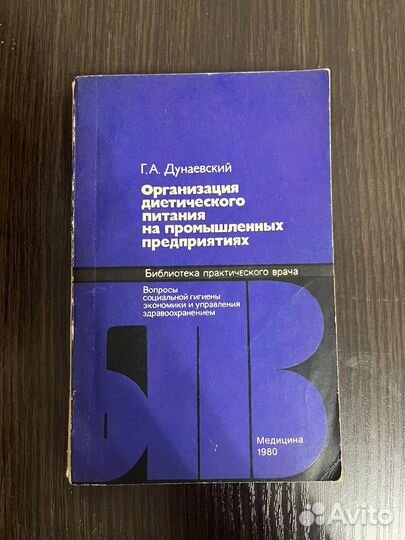 Г.А. Дунаевский
Организация
диетического
питания
на промышленных
предприятиях
Библиотека практического врача
Вопросы
социальной гигиены
экономики и управления
здравоохранением
БПВ
Медицина
1980
Avito